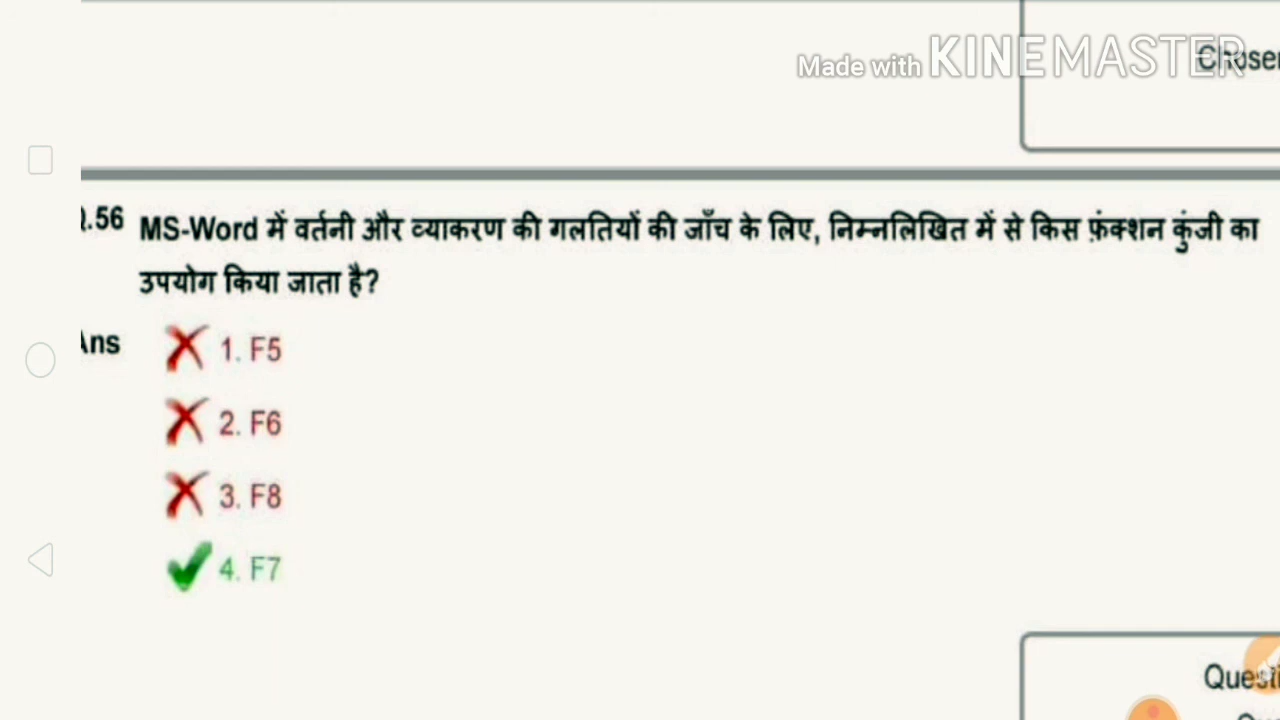 Made with KINEMASTER
Q.56 MS-Word में वर्तनी और व्याकरण की गलतियों की जाँच के लिए, निम्नलिखित में से किस फ़ंक्शन कुंजी का
उपयोग किया जाता है?
Ans
1. F5
2. F6
3. F8
4. F7